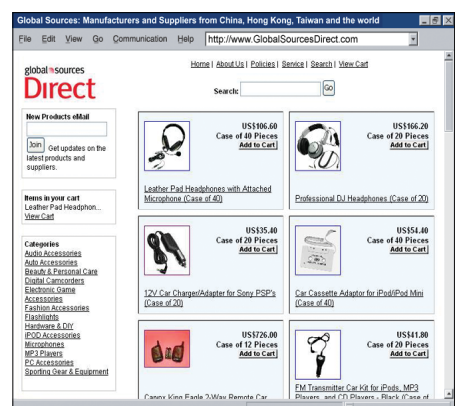 Global Sources: Manufacturers and Suppliers from China, Hong Kong, Taiwan and the world
File Edit View Go Communication Help http://www.GlobalSourcesDirect.com
global sources
Direct
Home | About Us | Policies | Service | Search | View Cart
Search: Go
New Products eMail
Join Get updates on the
latest products and
suppliers.
Items in your cart
Leather Pad Headphon...
View Cart
Categories
Audio Accessories
Auto Accessories
Beauty & Personal Care
Digital Camcorders
Electronic Game
Accessories
Fashion Accessories
Flashlights
Hardware & DIY
iPOD Accessories
Microphones
MP3 Players
PC Accessories
Sporting Gear & Equipment
US$106.60
Case of 40 Pieces
Add to Cart
Leather Pad Headphones with Attached
Microphone (Case of 40)
US$166.20
Case of 20 Pieces
Add to Cart
Professional DJ Headphones (Case of 20)
US$35.40
Case of 20 Pieces
Add to Cart
12V Car Charger/Adapter for Sony PSP's
(Case of 20)
US$54.40
Case of 40 Pieces
Add to Cart
Car Cassette Adaptor for iPod/iPod Mini
(Case of 40)
US$726.00
Case of 12 Pieces
Add to Cart
Eagle 2-Way Remote Car
US$41.80
Case of 20 Pieces
Add to Cart
FM Transmitter Car Kit for iPods, MP3
Players, and CD Players - Black (Case of